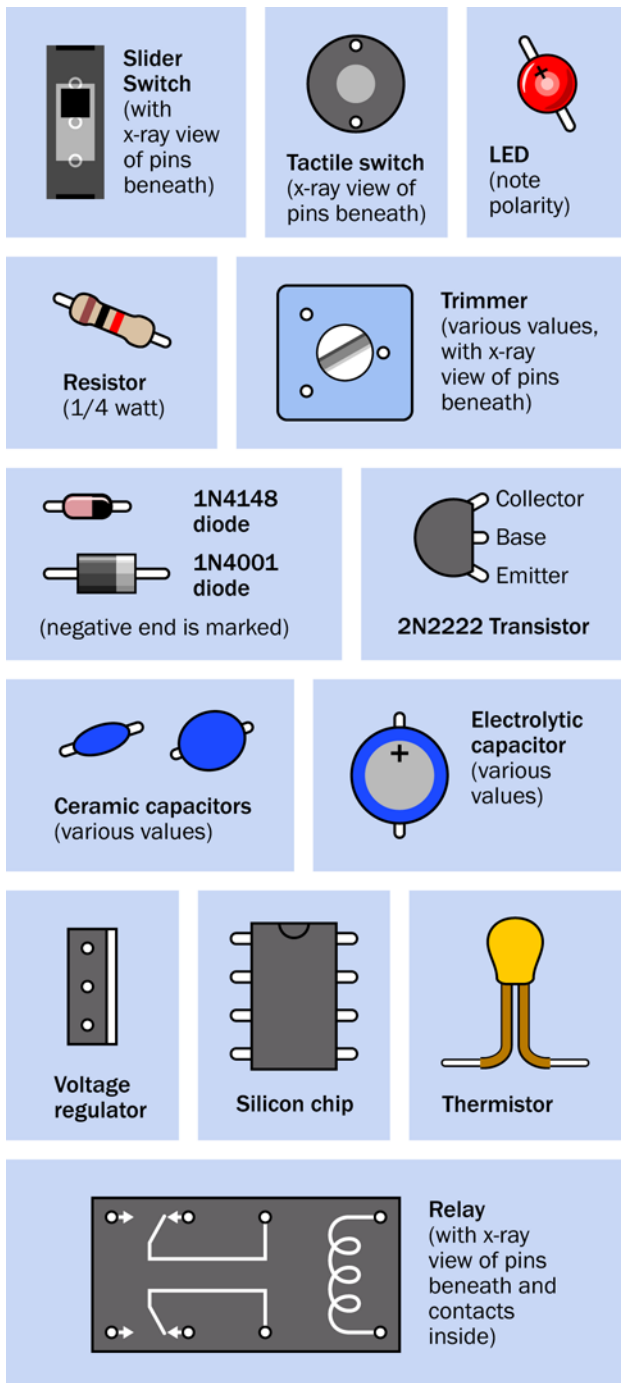 Slider
Switch
(with
x-ray view
of pins
beneath)
Tactile switch
(x-ray view of
pins beneath)
+
LED
(note
polarity)
Resistor
(1/4 watt)
Trimmer
(various values,
with x-ray
view of pins
beneath)
1N4148
diode
1N4001
diode
(negative end is marked)
Collector
Base
Emitter
2N2222 Transistor
Ceramic capacitors
(various values)
+
Electrolytic
capacitor
(various
values)
Voltage
regulator
Silicon chip
Thermistor
Relay
(with x-ray
view of pins
beneath and
contacts
inside)